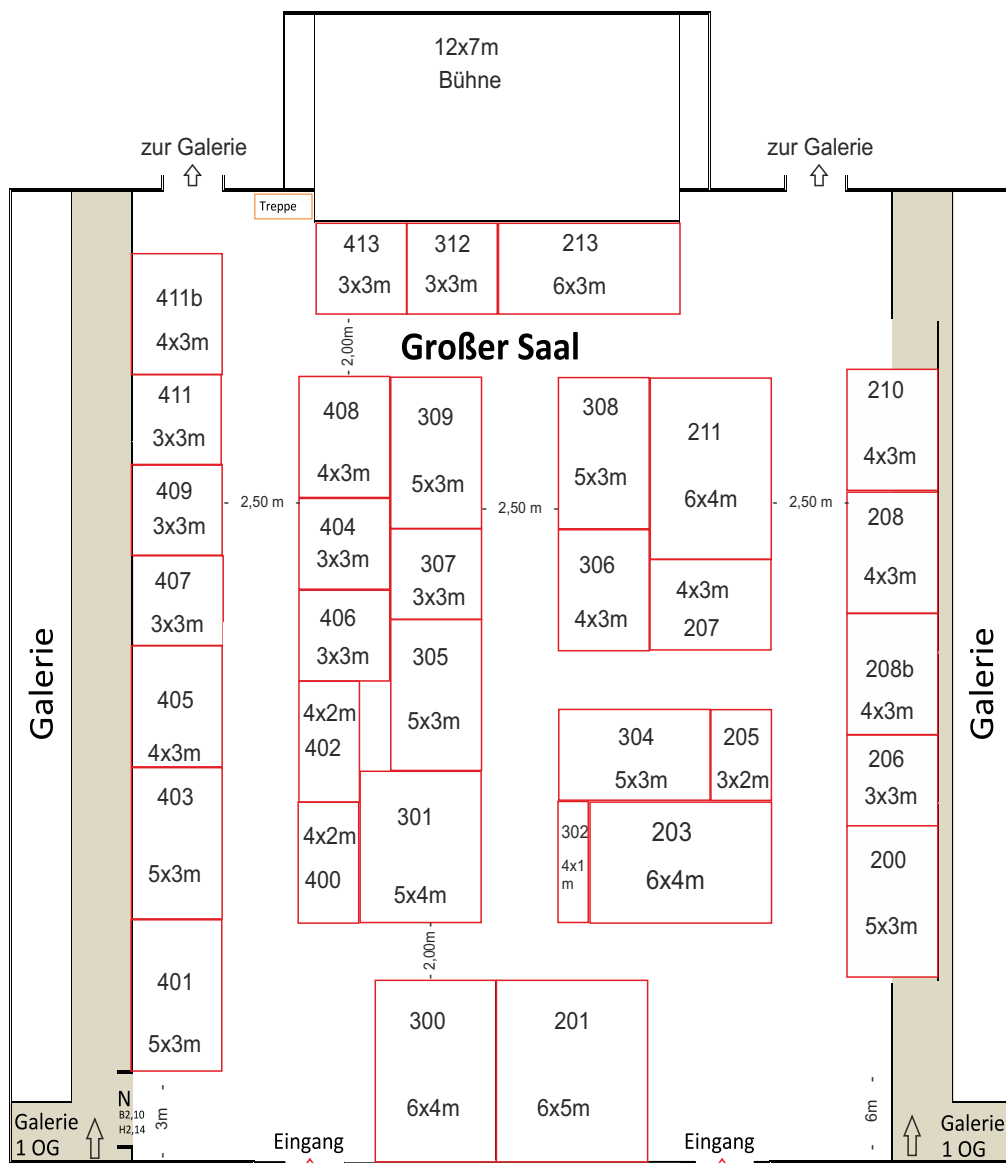 12x7m
Bühne
zur Galerie
zur Galerie
Treppe
413
3x3m
312
3x3m
213
6x3m
411b
4x3m
2,00m
Großer Saal
411
3x3m
408
4x3m
309
5x3m
308
5x3m
211
6x4m
210
4x3m
409
3x3m
2,50 m
2,50 m
2,50 m
404
3x3m
208
4x3m
407
3x3m
307
3x3m
306
4x3m
4x3m
207
406
3x3m
305
5x3m
208b
4x3m
Galerie
Galerie
405
4x3m
4x2m
402
304
5x3m
205
3x2m
206
3x3m
403
5x3m
4x2m
400
301
5x4m
302
4x1
m
203
6x4m
200
5x3m
2,00m
401
5x3m
300
6x4m
201
6x5m
N
B2,10
H2,14
3m
6m
Galerie
1 OG
Eingang
Eingang
Galerie
1 OG